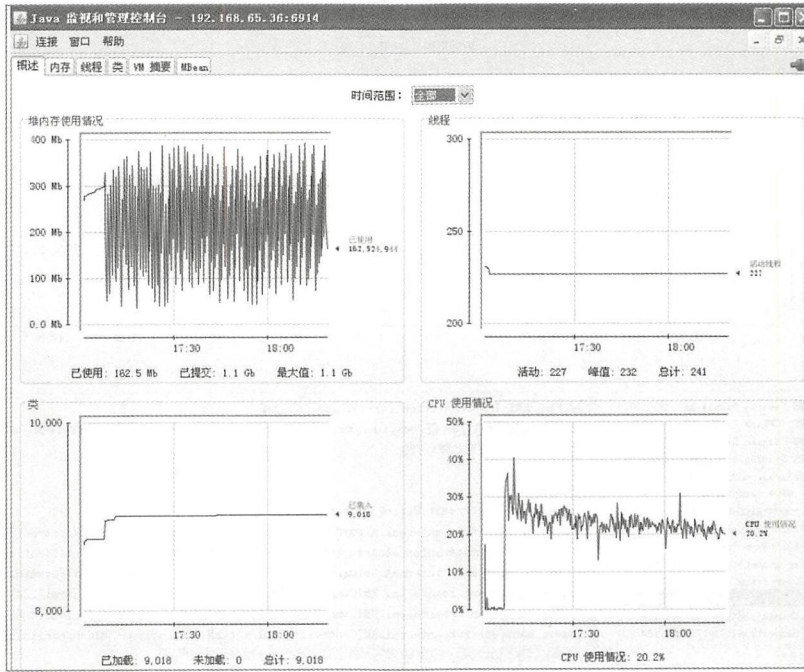 Java 监视和管理控制台 - 192.168.65.36:6914
连接 窗口 帮助
概述 内存 线程 类 VM 摘要 MBean
时间范围： 全部
堆内存使用情况
400 Mb
300 Mb
200 Mb
100 Mb
0.0 Mb
已使用
17:30 18:00
已使用: 162.5 Mb 已提交: 1.1 Gb 最大值: 1.1 Gb
线程
300
250
200
活动线程
227
17:30 18:00
活动: 227 峰值: 232 总计: 241
类
10,000
8,000
已装入
9,018
17:30 18:00
已加载: 9,018 未加载: 0 总计: 9,018
CPU 使用情况
50%
40%
30%
20%
10%
0%
CPU 使用情况
20.2%
17:30 18:00
CPU 使用情况: 20.2%